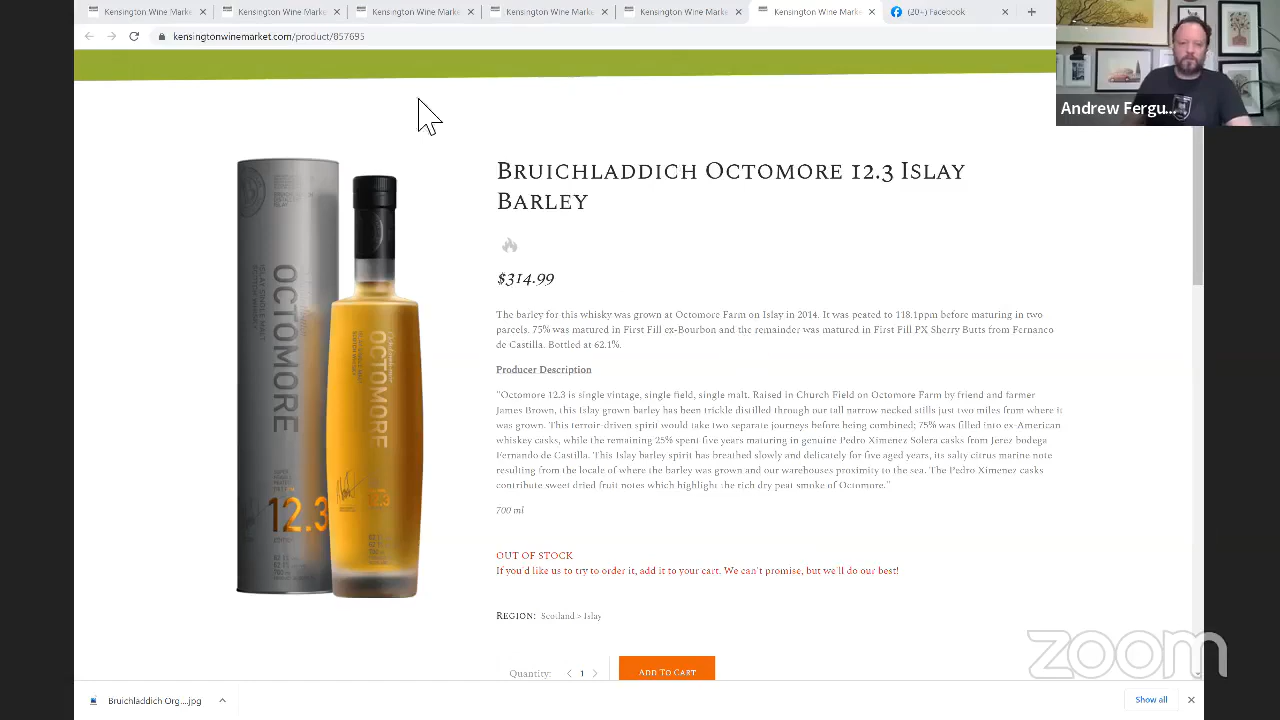 Kensington Wine Marke
Kensington Wine Marke
Kensington Wine Marke
Kensington Wine Marke
Kensington Wine Marke
Kensington Wine Marke
(20+) Facebook
kensingtonwinemarket.com/product/857695
Andrew Fergu...
Bruichladdich Octomore 12.3 Islay
Barley
$314.99
The barley for this whisky was grown at Octomore Farm on Islay in 2014. It was peated to 118.1ppm before maturing in two
parcels. 75% was matured in First Fill ex-Bourbon and the remainder was matured in First Fill PX Sherry Butts from Fernando
de Castilla. Bottled at 62.1%.
Producer Description
"Octomore 12.3 is single vintage, single field, single malt. Raised in Church Field on Octomore Farm by friend and farmer
James Brown, this Islay grown barley has been trickle distilled through our tall narrow necked stills just two miles from where it
was grown. This terroir-driven spirit would take two separate journeys before being combined; 75% was filled into ex-American
whiskey casks, while the remaining 25% spent five years maturing in genuine Pedro Ximenez Solera casks from Jerez bodega
Fernando de Castilla. This Islay barley spirit has breathed slowly and delicately for five aged years, its salty citrus marine note
resulting from the locale of where the barley was grown and our warehouses proximity to the sea. The Pedro Ximenez casks
contribute sweet dried fruit notes which highlight the rich dry peat smoke of Octomore."
700 ml
OUT OF STOCK
If you'd like us to try to order it, add it to your cart. We can't promise, but we'll do our best!
Region: Scotland > Islay
Quantity: 1 Add To Cart
OCTOMORE
12.3
OCTOMORE
12.3
zoom
Bruichladdich Org....jpg
Show all